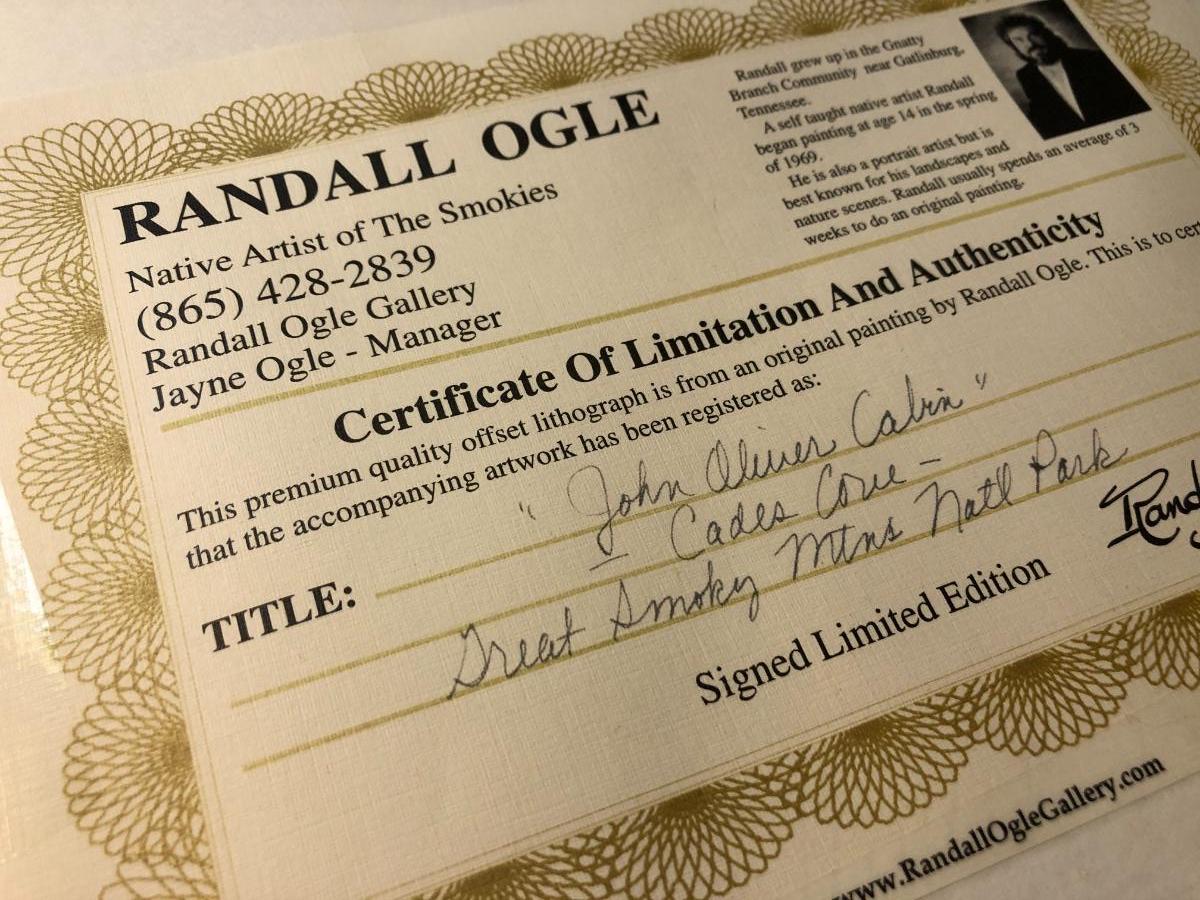 RANDALL OGLE
Native Artist of The Smokies
(865) 428-2839
Randall Ogle Gallery
Jayne Ogle - Manager
Randall grew up in the Gnatty
Branch Community near Gatlinburg,
Tennessee.
A self taught native artist Randall
began painting at age 14 in the spring
of 1969.
He is also a portrait artist but is
best known for his landscapes and
nature scenes. Randall usually spends an average of 3
weeks to do an original painting.
Certificate Of Limitation And Authenticity
This premium quality offset lithograph is from an original painting by Randall Ogle. This is to cer
that the accompanying artwork has been registered as:
TITLE: "John Oliver Cabin"
- Cades Cove -
Great Smoky Mtns Nat'l Park
Signed Limited Edition
Rand
www.RandallOgleGallery.com